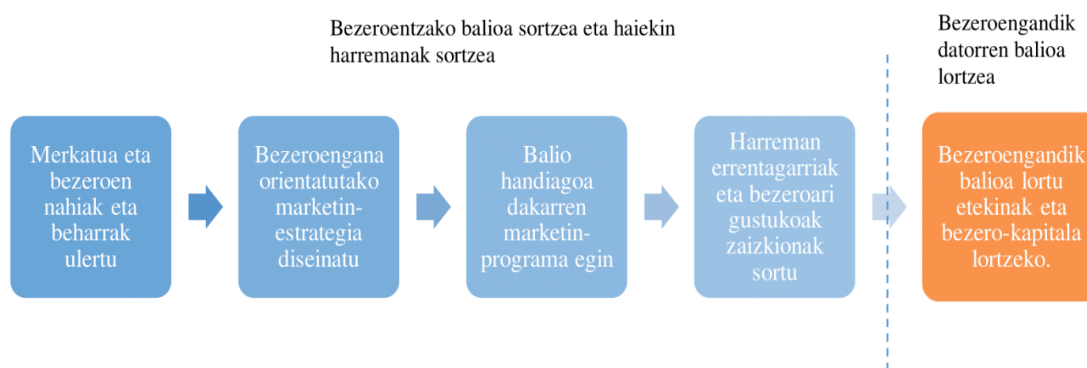 Bezeroentzako balioa sortzea eta haiekin
harremanak sortzea
Bezeroengandik
datorren balioa
lortzea
Merkatua eta
bezeroen
nahiak eta
beharrak
ulertu
Bezeroengana
orientatutako
marketin-
estrategia
diseinatu
Balio
handiagoa
dakarren
marketin-
programa egin
Harreman
errentagarriak
eta bezeroari
gustukoak
zaizkionak
sortu
Bezeroengandik
balioa lortu
etekinak eta
bezero-kapitala
lortzeko.